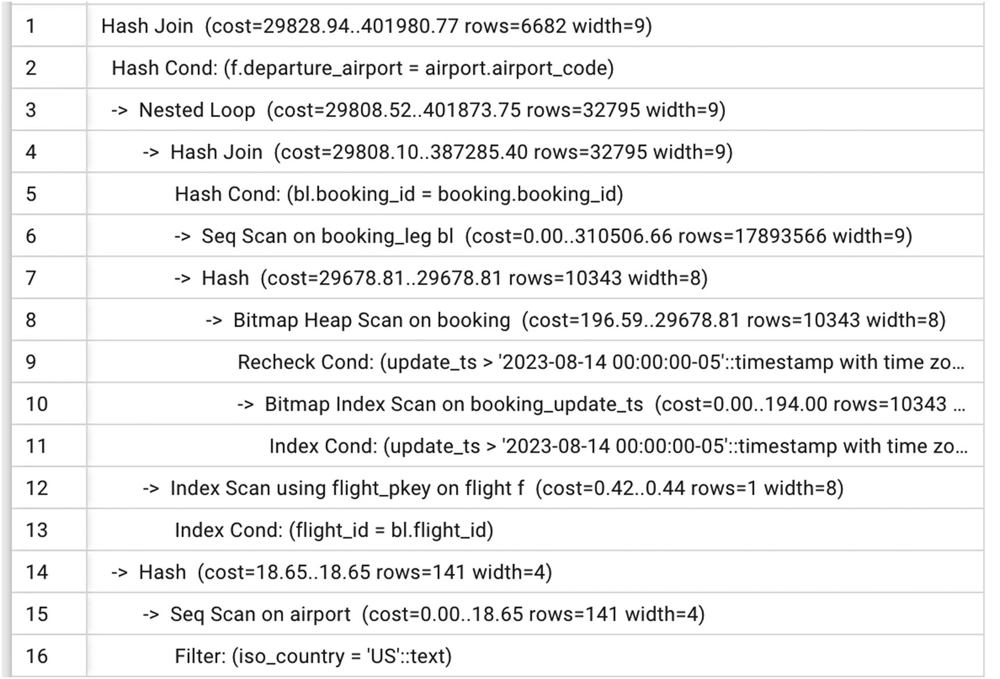 1 Hash Join (cost=29828.94..401980.77 rows=6682 width=9)
2 Hash Cond: (f.departure_airport = airport.airport_code)
3 -> Nested Loop (cost=29808.52..401873.75 rows=32795 width=9)
4 -> Hash Join (cost=29808.10..387285.40 rows=32795 width=9)
5 Hash Cond: (bl.booking_id = booking.booking_id)
6 -> Seq Scan on booking_leg bl (cost=0.00..310506.66 rows=17893566 width=9)
7 -> Hash (cost=29678.81..29678.81 rows=10343 width=8)
8 -> Bitmap Heap Scan on booking (cost=196.59..29678.81 rows=10343 width=8)
9 Recheck Cond: (update_ts > '2023-08-14 00:00:00-05'::timestamp with time zo...
10 -> Bitmap Index Scan on booking_update_ts (cost=0.00..194.00 rows=10343 ...
11 Index Cond: (update_ts > '2023-08-14 00:00:00-05'::timestamp with time zo...
12 -> Index Scan using flight_pkey on flight f (cost=0.42..0.44 rows=1 width=8)
13 Index Cond: (flight_id = bl.flight_id)
14 -> Hash (cost=18.65..18.65 rows=141 width=4)
15 -> Seq Scan on airport (cost=0.00..18.65 rows=141 width=4)
16 Filter: (iso_country = 'US'::text)